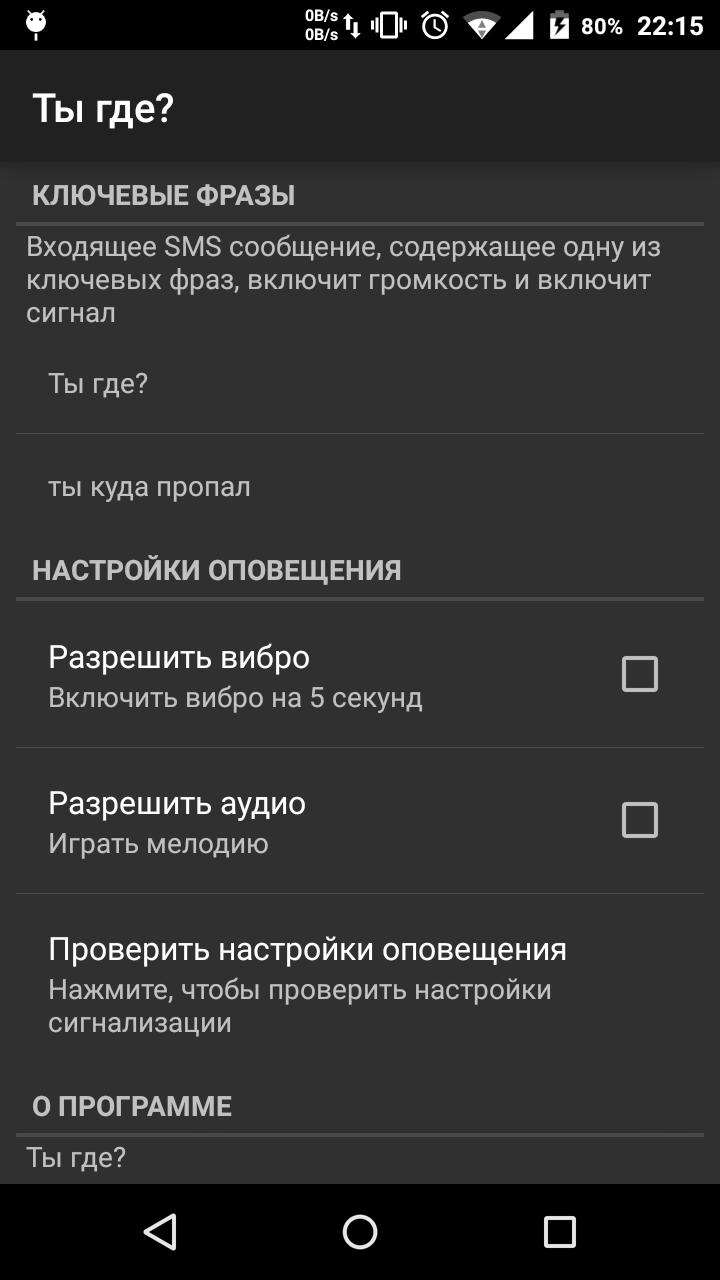 0B/s
0B/s
80% 22:15
Ты где?
КЛЮЧЕВЫЕ ФРАЗЫ
Входящее SMS сообщение, содержащее одну из
ключевых фраз, включит громкость и включит
сигнал
Ты где?
ты куда пропал
НАСТРОЙКИ ОПОВЕЩЕНИЯ
Разрешить вибро
Включить вибро на 5 секунд
Разрешить аудио
Играть мелодию
Проверить настройки оповещения
Нажмите, чтобы проверить настройки
сигнализации
О ПРОГРАММЕ
Ты где?